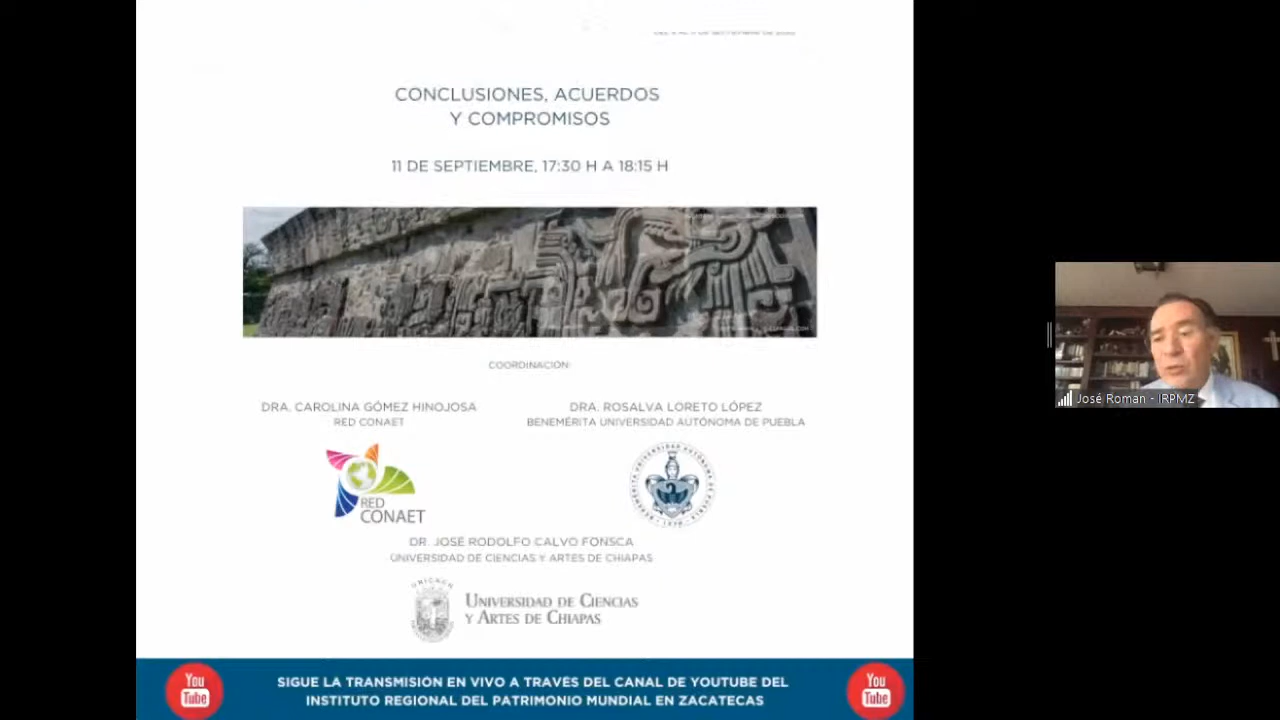 CONCLUSIONES, ACUERDOS
Y COMPROMISOS
11 DE SEPTIEMBRE, 17:30 H A 18:15 H
COORDINACIÓN:
DRA. CAROLINA GÓMEZ HINOJOSA
RED CONAET
DRA. ROSALVA LORETO LÓPEZ
BENEMÉRITA UNIVERSIDAD AUTÓNOMA DE PUEBLA
RED
CONAET
DR. JOSÉ RODOLFO CALVO FONSCA
UNIVERSIDAD DE CIENCIAS Y ARTES DE CHIAPAS
UNICACH
UNIVERSIDAD DE CIENCIAS
Y ARTES DE CHIAPAS
You
Tube
SIGUE LA TRANSMISIÓN EN VIVO A TRAVÉS DEL CANAL DE YOUTUBE DEL
INSTITUTO REGIONAL DEL PATRIMONIO MUNDIAL EN ZACATECAS
You
Tube
José Roman - IRPMZ